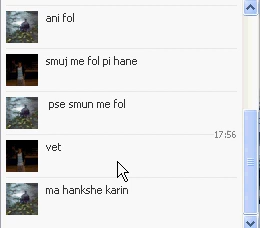 ani fol
smuj me fol pi hane
pse smun me fol
17:56
vet
ma hankshe karin